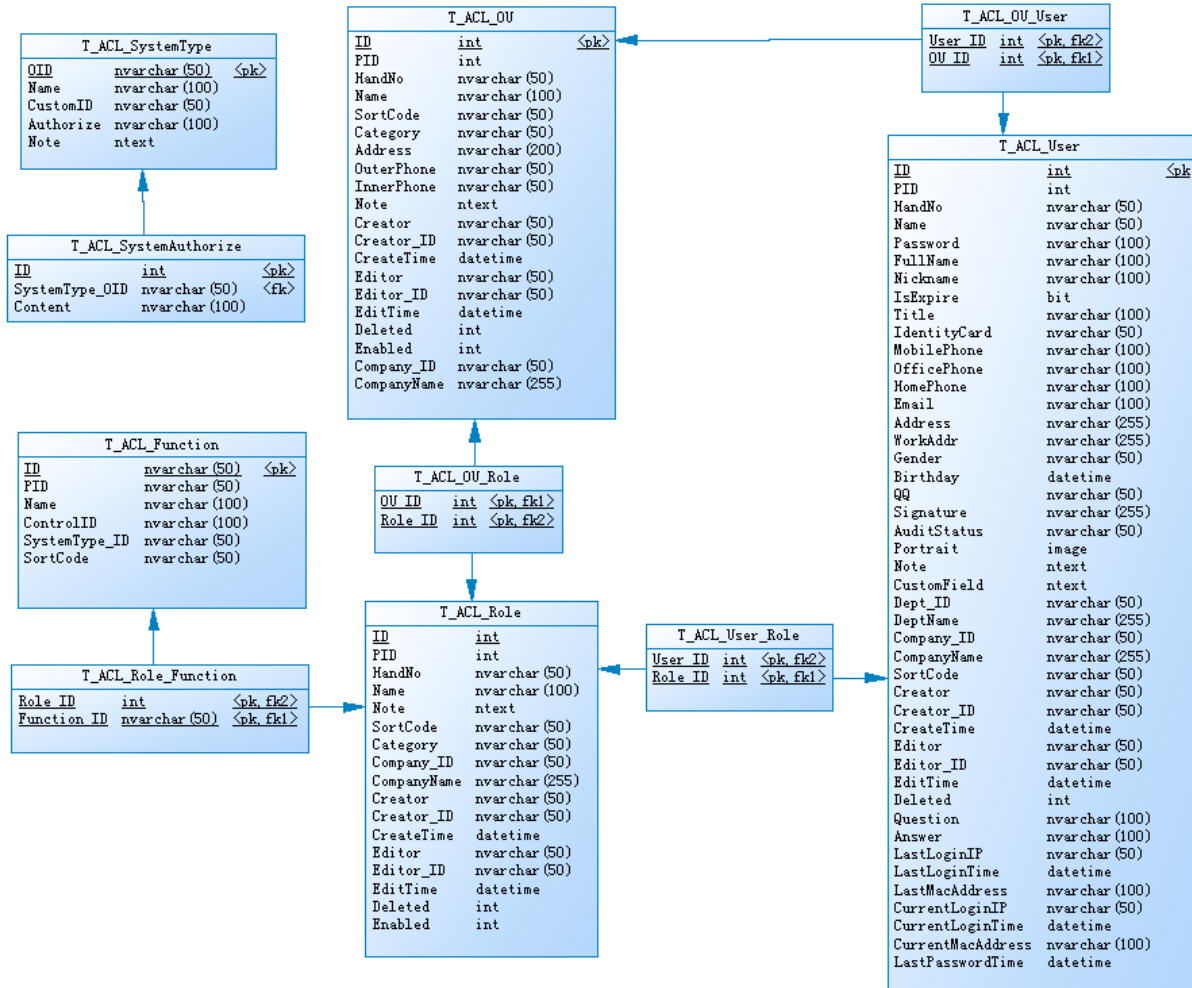 T_ACL_SystemType
OID nvarchar(50) <pk>
Name nvarchar(100)
CustomID nvarchar(50)
Authorize nvarchar(100)
Note ntext
T_ACL_SystemAuthorize
ID int <pk>
SystemType_OID nvarchar(50) <fk>
Content nvarchar(100)
T_ACL_Function
ID nvarchar(50) <pk>
PID nvarchar(50)
Name nvarchar(100)
ControlID nvarchar(100)
SystemType_ID nvarchar(50)
SortCode nvarchar(50)
T_ACL_Role_Function
Role_ID int <pk,fk2>
Function_ID nvarchar(50) <pk,fk1>
T_ACL_OU
ID int <pk>
PID int
HandNo nvarchar(50)
Name nvarchar(100)
SortCode nvarchar(50)
Category nvarchar(50)
Address nvarchar(200)
OuterPhone nvarchar(50)
InnerPhone nvarchar(50)
Note ntext
Creator nvarchar(50)
Creator_ID nvarchar(50)
CreateTime datetime
Editor nvarchar(50)
Editor_ID nvarchar(50)
EditTime datetime
Deleted int
Enabled int
Company_ID nvarchar(50)
CompanyName nvarchar(255)
T_ACL_OU_Role
OU_ID int <pk,fk1>
Role_ID int <pk,fk2>
T_ACL_Role
ID int
PID int
HandNo nvarchar(50)
Name nvarchar(100)
Note ntext
SortCode nvarchar(50)
Category nvarchar(50)
Company_ID nvarchar(50)
CompanyName nvarchar(255)
Creator nvarchar(50)
Creator_ID nvarchar(50)
CreateTime datetime
Editor nvarchar(50)
Editor_ID nvarchar(50)
EditTime datetime
Deleted int
Enabled int
T_ACL_User_Role
User_ID int <pk,fk2>
Role_ID int <pk,fk1>
T_ACL_OU_User
User_ID int <pk,fk2>
OU_ID int <pk,fk1>
T_ACL_User
ID int <pk
PID int
HandNo nvarchar(50)
Name nvarchar(50)
Password nvarchar(100)
FullName nvarchar(100)
Nickname nvarchar(100)
IsExpire bit
Title nvarchar(100)
IdentityCard nvarchar(50)
MobilePhone nvarchar(100)
OfficePhone nvarchar(100)
HomePhone nvarchar(100)
Email nvarchar(100)
Address nvarchar(255)
WorkAddr nvarchar(255)
Gender nvarchar(50)
Birthday datetime
QQ nvarchar(50)
Signature nvarchar(255)
AuditStatus nvarchar(50)
Portrait image
Note ntext
CustomField ntext
Dept_ID nvarchar(50)
DeptName nvarchar(255)
Company_ID nvarchar(50)
CompanyName nvarchar(255)
SortCode nvarchar(50)
Creator nvarchar(50)
Creator_ID nvarchar(50)
CreateTime datetime
Editor nvarchar(50)
Editor_ID nvarchar(50)
EditTime datetime
Deleted int
Question nvarchar(100)
Answer nvarchar(100)
LastLoginIP nvarchar(50)
LastLoginTime datetime
LastMacAddress nvarchar(100)
CurrentLoginIP nvarchar(50)
CurrentLoginTime datetime
CurrentMacAddress nvarchar(100)
LastPasswordTime datetime